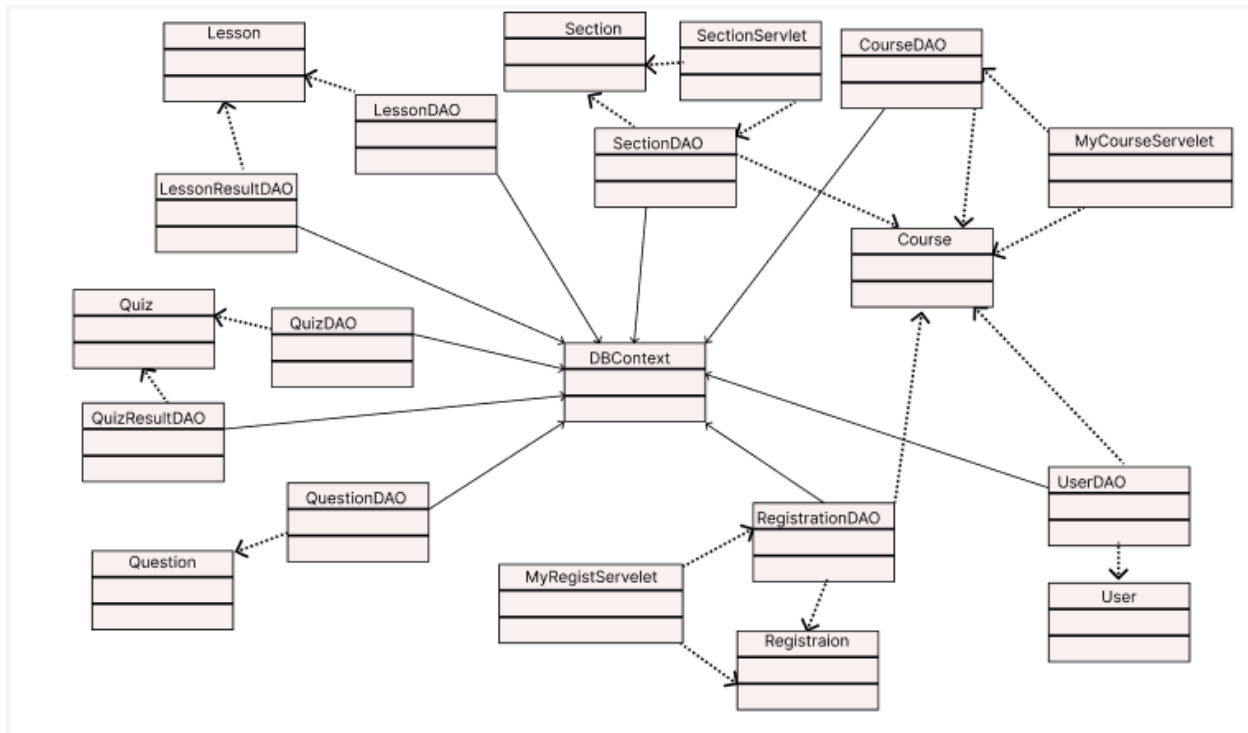 Lesson
Section
SectionServlet
CourseDAO
LessonDAO
SectionDAO
MyCourseServelet
LessonResultDAO
Course
Quiz
QuizDAO
DBContext
QuizResultDAO
UserDAO
QuestionDAO
RegistrationDAO
Question
MyRegistServelet
User
Registraion